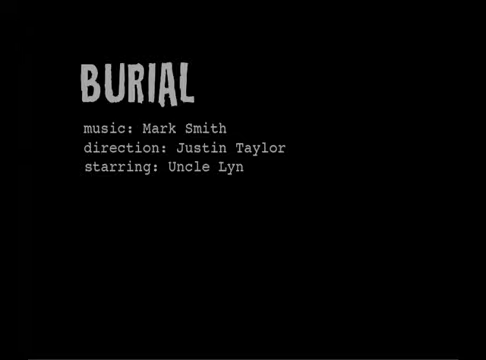 BURIAL
music: Mark Smith
direction: Justin Taylor
starring: Uncle Lyn